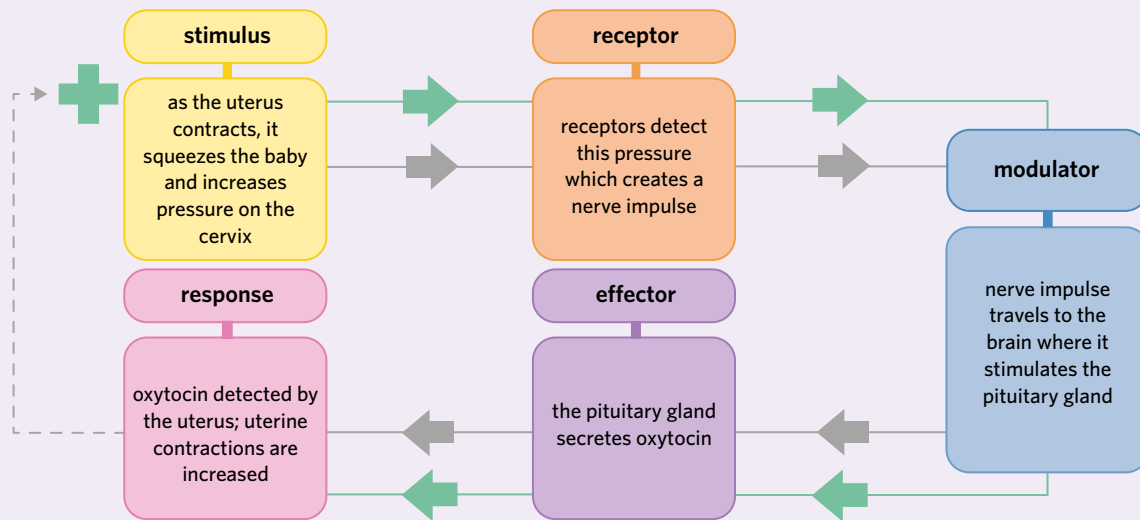 stimulus
as the uterus
contracts, it
squeezes the baby
and increases
pressure on the
cervix
receptor
receptors detect
this pressure
which creates a
nerve impulse
modulator
nerve impulse
travels to the
brain where it
stimulates the
pituitary gland
effector
the pituitary gland
secretes oxytocin
response
oxytocin detected by
the uterus; uterine
contractions are
increased